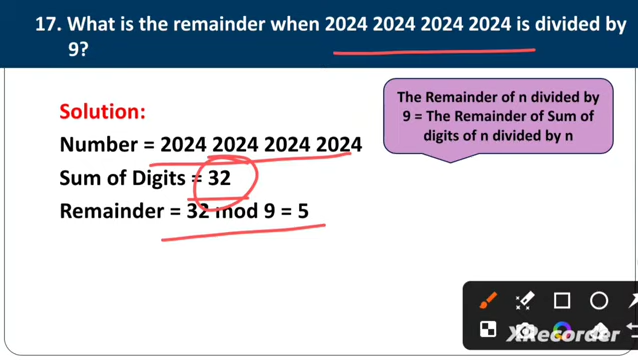 17. What is the remainder when 2024 2024 2024 2024 is divided by
9?
The Remainder of n divided by
9 = The Remainder of Sum of
digits of n divided by n
Solution:
Number = 2024 2024 2024 2024
Sum of Digits = 32
Remainder = 32 mod 9 = 5
XRecorder